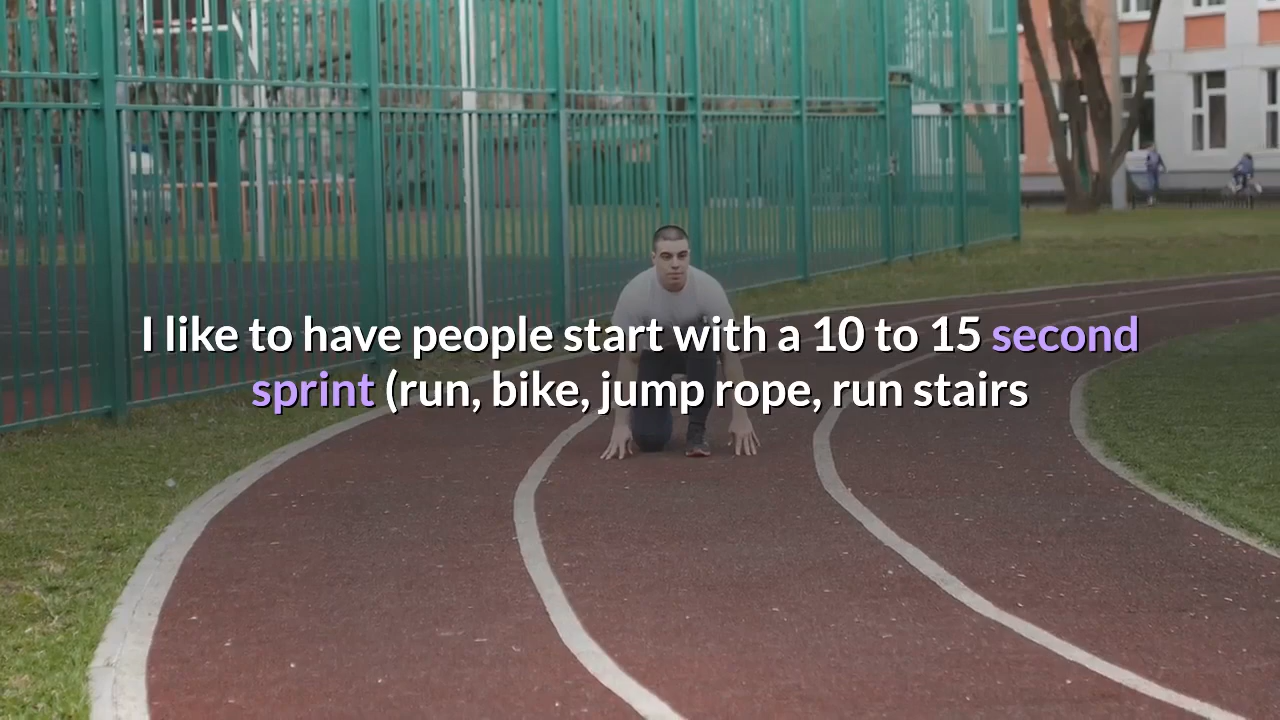 I like to have people start with a 10 to 15 second
sprint (run, bike, jump rope, run stairs